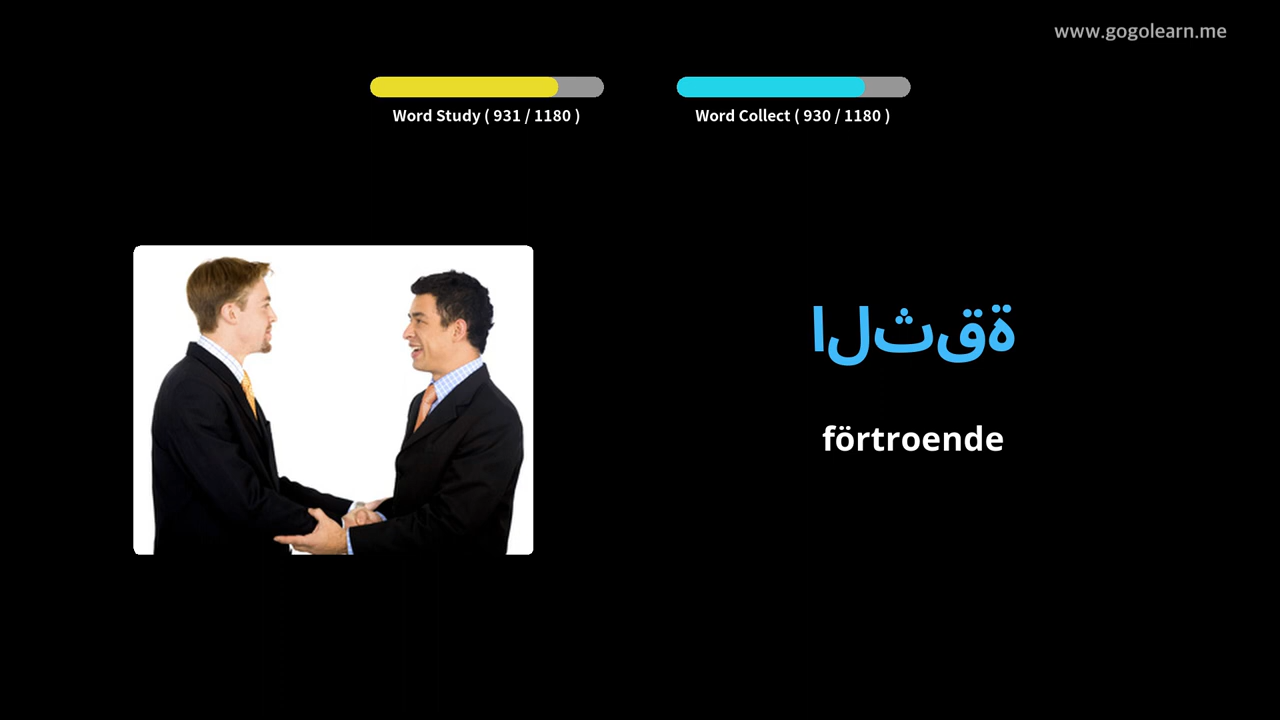 www.gogolearn.me
Word Study ( 931 / 1180 )
Word Collect ( 930 / 1180 )
الثقة
förtroende